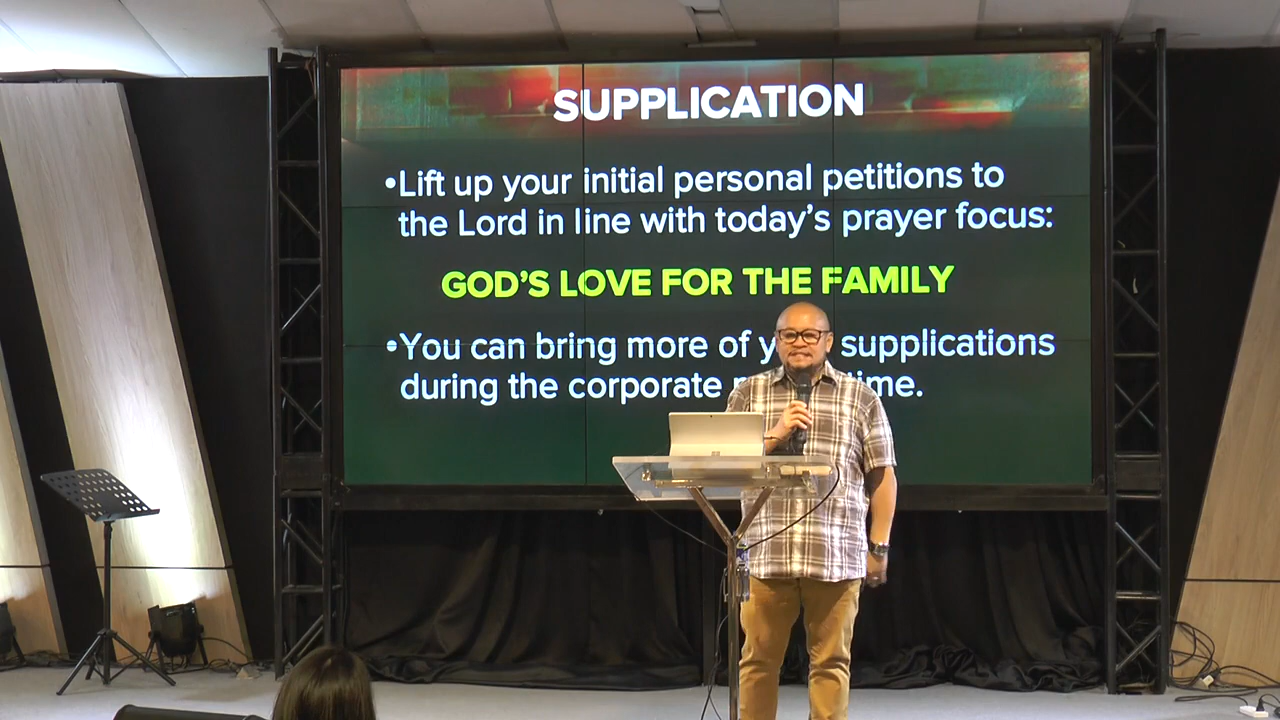 SUPPLICATION
•Lift up your initial personal petitions to
the Lord in line with today's prayer focus:
GOD'S LOVE FOR THE FAMILY
•You can bring more of supplications
during the corporate time.